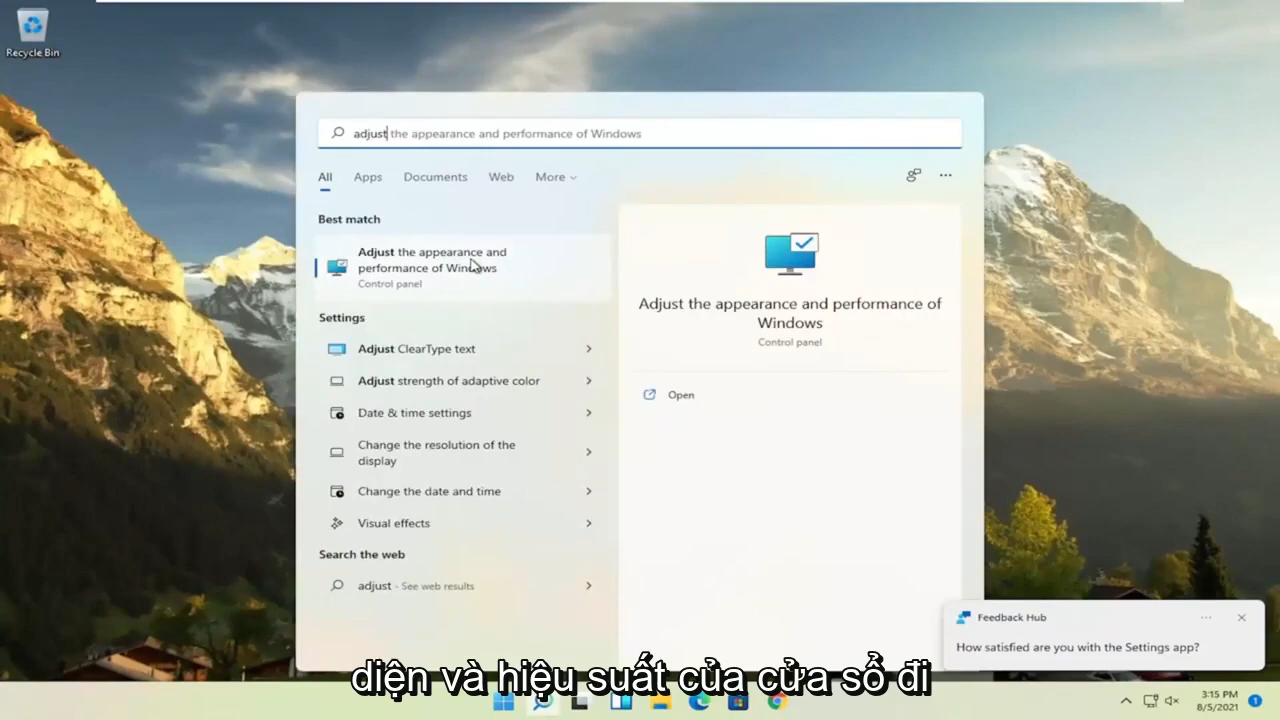 Recycle Bin
adjust the appearance and performance of Windows
All Apps Documents Web More
Best match
Adjust the appearance and
performance of Windows
Control panel
Settings
Adjust ClearType text
Adjust strength of adaptive color
Date & time settings
Change the resolution of the
display
Change the date and time
Visual effects
Search the web
adjust - See web results
Adjust the appearance and performance of
Windows
Control panel
Open
Feedback Hub
How satisfied are you with the Settings app?
diện và hiệu suất của cửa sổ đi
3:15 PM
8/5/2021
1